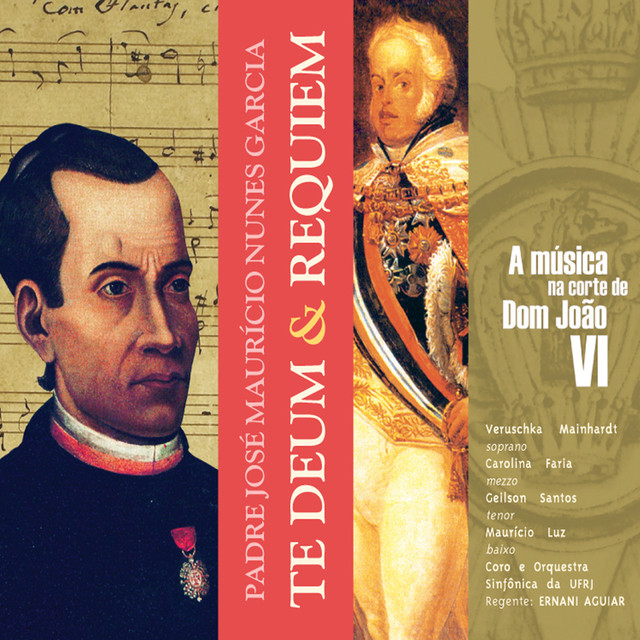 Com Flautas, c
PADRE JOSÉ MAURÍCIO NUNES GARCIA
TE DEUM & REQUIEM
A música
na corte de
Dom João
VI
Veruschka Mainhardt
soprano
Carolina Faria
mezzo
Geilson Santos
tenor
Maurício Luz
baixo
Coro e Orquestra
Sinfônica da UFRJ
Regente: ERNANI AGUIAR